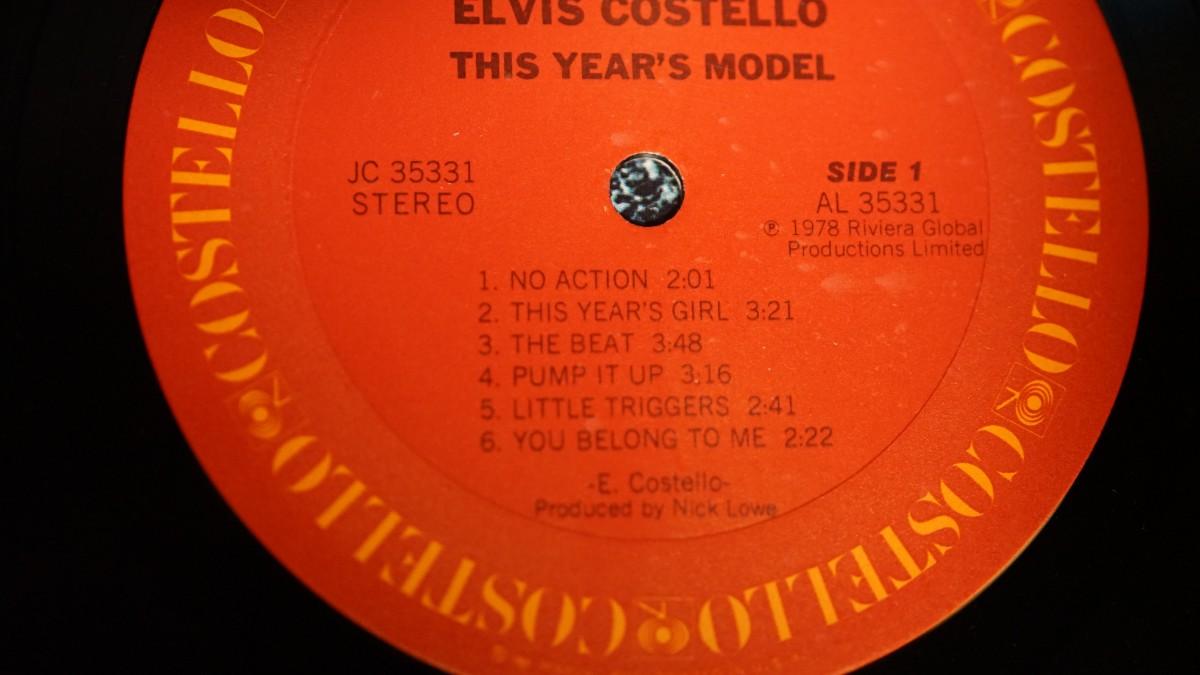 ELVIS COSTELLO
THIS YEAR'S MODEL
JC 35331
STEREO
SIDE 1
AL 35331
℗ 1978 Riviera Global
Productions Limited
1. NO ACTION 2:01
2. THIS YEAR'S GIRL 3:21
3. THE BEAT 3:48
4. PUMP IT UP 3:16
5. LITTLE TRIGGERS 2:41
6. YOU BELONG TO ME 2:22
-E. Costello-
Produced by Nick Lowe
COSTELLO
COSTELLO
COSTELLO
COSTELLO